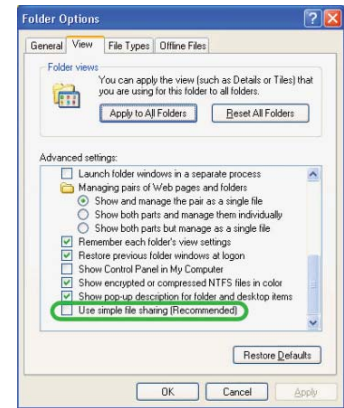 Folder Options
General View File Types Offline Files
Folder views
You can apply the view (such as Details or Tiles) that
you are using for this folder to all folders.
Apply to All Folders Reset All Folders
Advanced settings:
Launch folder windows in a separate process
Managing pairs of Web pages and folders
Show and manage the pair as a single file
Show both parts and manage them individually
Show both parts but manage as a single file
Remember each folder's view settings
Restore previous folder windows at logon
Show Control Panel in My Computer
Show encrypted or compressed NTFS files in color
Show pop-up description for folder and desktop items
Use simple file sharing (Recommended)
Restore Defaults
OK Cancel Apply